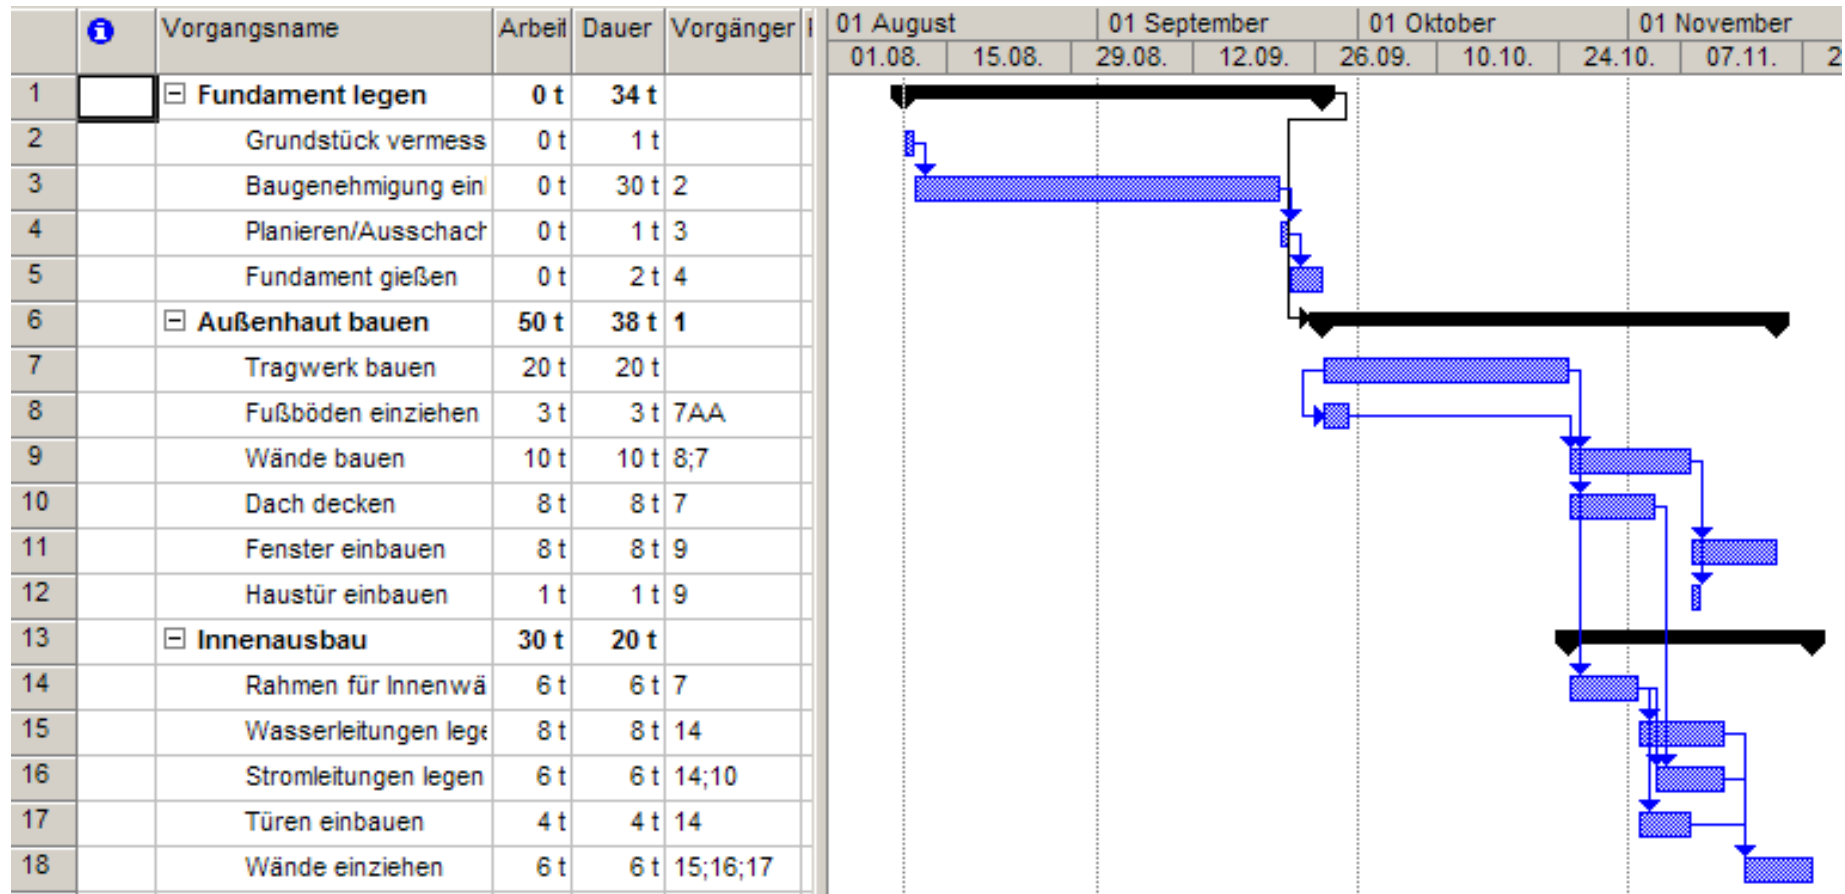 Vorgangsname Arbeit Dauer Vorgänger 01 August 01 September 01 Oktober 01 November
01.08. 15.08. 29.08. 12.09. 26.09. 10.10. 24.10. 07.11. 2
1 Fundament legen 0 t 34 t
2 Grundstück vermess 0 t 1 t
3 Baugenehmigung ein 0 t 30 t 2
4 Planieren/Ausschach 0 t 1 t 3
5 Fundament gießen 0 t 2 t 4
6 Außenhaut bauen 50 t 38 t 1
7 Tragwerk bauen 20 t 20 t
8 Fußböden einziehen 3 t 3 t 7AA
9 Wände bauen 10 t 10 t 8;7
10 Dach decken 8 t 8 t 7
11 Fenster einbauen 8 t 8 t 9
12 Haustür einbauen 1 t 1 t 9
13 Innenausbau 30 t 20 t
14 Rahmen für Innenwä 6 t 6 t 7
15 Wasserleitungen lege 8 t 8 t 14
16 Stromleitungen legen 6 t 6 t 14;10
17 Türen einbauen 4 t 4 t 14
18 Wände einziehen 6 t 6 t 15;16;17